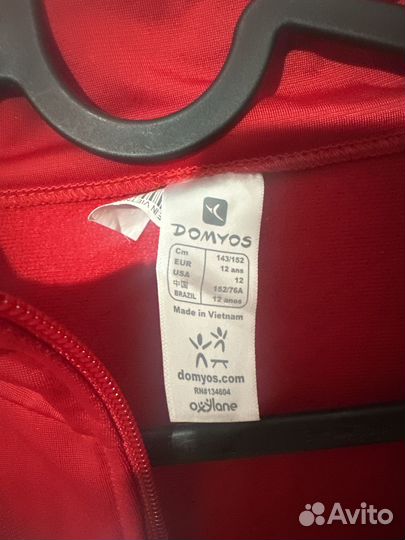 DOMYOS
Cm 143/152
EUR 12 ans
USA 12
中国 152/76A
BRAZIL 12 anos
Made in Vietnam
domyos.com
RN#134604
oxylane
Avito